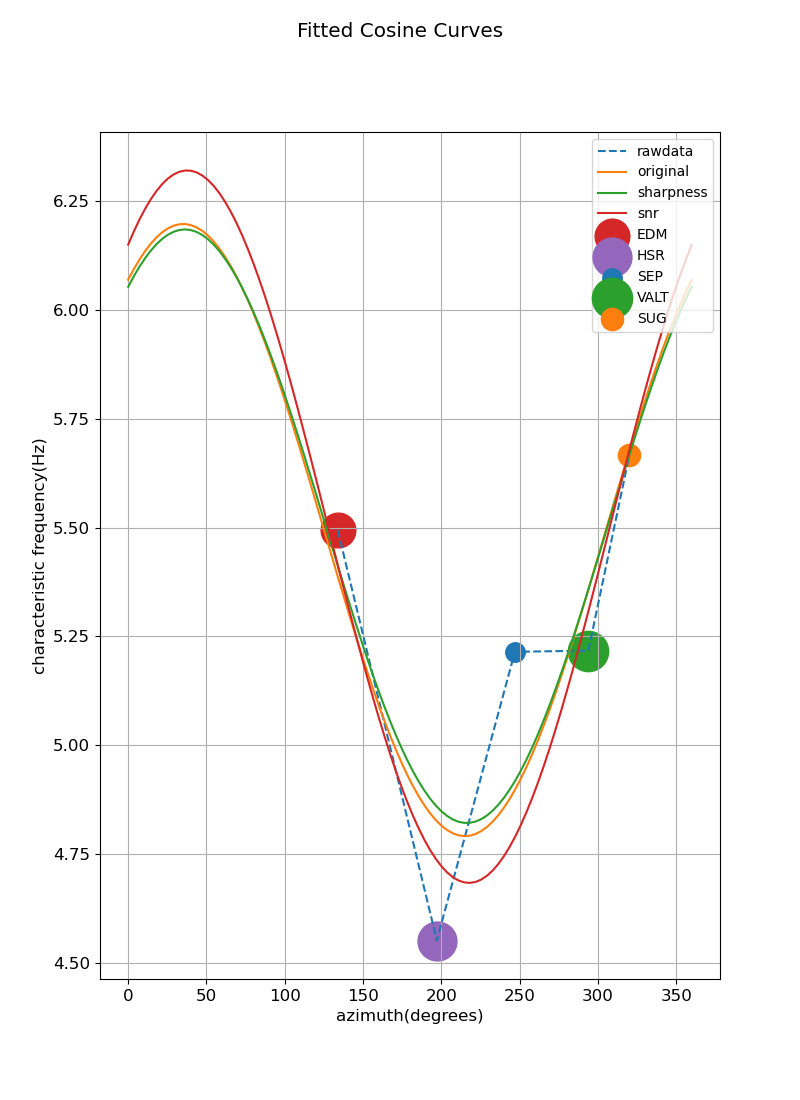 Fitted Cosine Curves
rawdata
original
sharpness
snr
EDM
HSR
SEP
VALT
SUG
characteristic frequency(Hz)
6.25
6.00
5.75
5.50
5.25
5.00
4.75
4.50
0 50 100 150 200 250 300 350
azimuth(degrees)